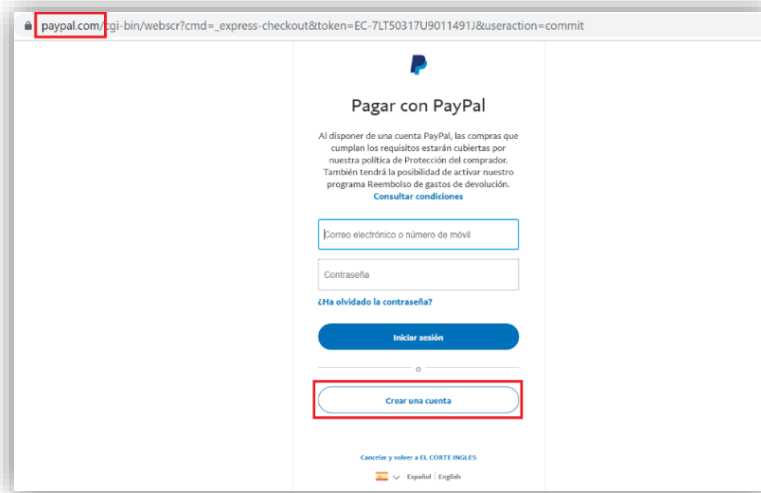 paypal.com/cgi-bin/webscr?cmd=_express-checkout&token=EC-7LT50317U9011491J&useraction=commit
Pagar con PayPal
Al disponer de una cuenta PayPal, las compras que
cumplan los requisitos estarán cubiertas por
nuestra política de Protección del comprador.
También tendrá la posibilidad de activar nuestro
programa Reembolso de gastos de devolución.
Consultar condiciones
Correo electrónico o número de móvil
Contraseña
¿Ha olvidado la contraseña?
Iniciar sesión
o
Crear una cuenta
Cancelar y volver a EL CORTE INGLES
Español | English